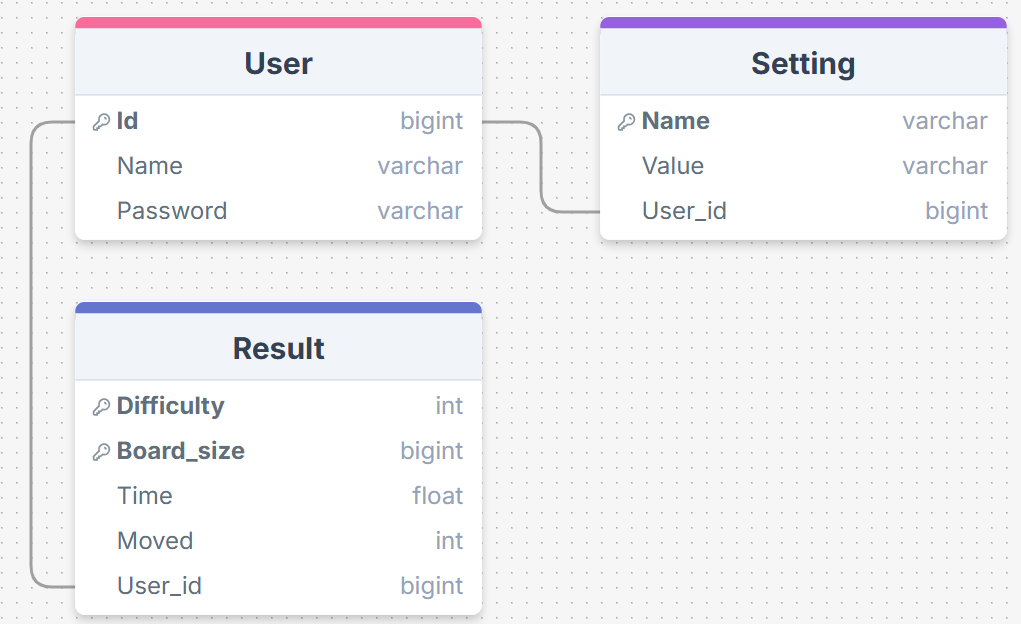 User
Id bigint
Name varchar
Password varchar
Setting
Name varchar
Value varchar
User_id bigint
Result
Difficulty int
Board_size bigint
Time float
Moved int
User_id bigint